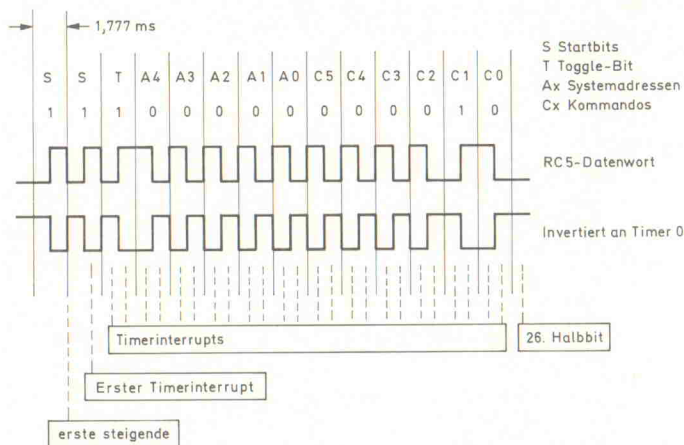 1,777 ms
S Startbits
T Toggle-Bit
Ax Systemadressen
Cx Kommandos
S S T A4 A3 A2 A1 A0 C5 C4 C3 C2 C1 C0
1 1 1 0 0 0 0 0 0 0 0 0 1 0
RC5-Datenwort
Invertiert an Timer 0
Timerinterrupts
26. Halbbit
Erster Timerinterrupt
erste steigende